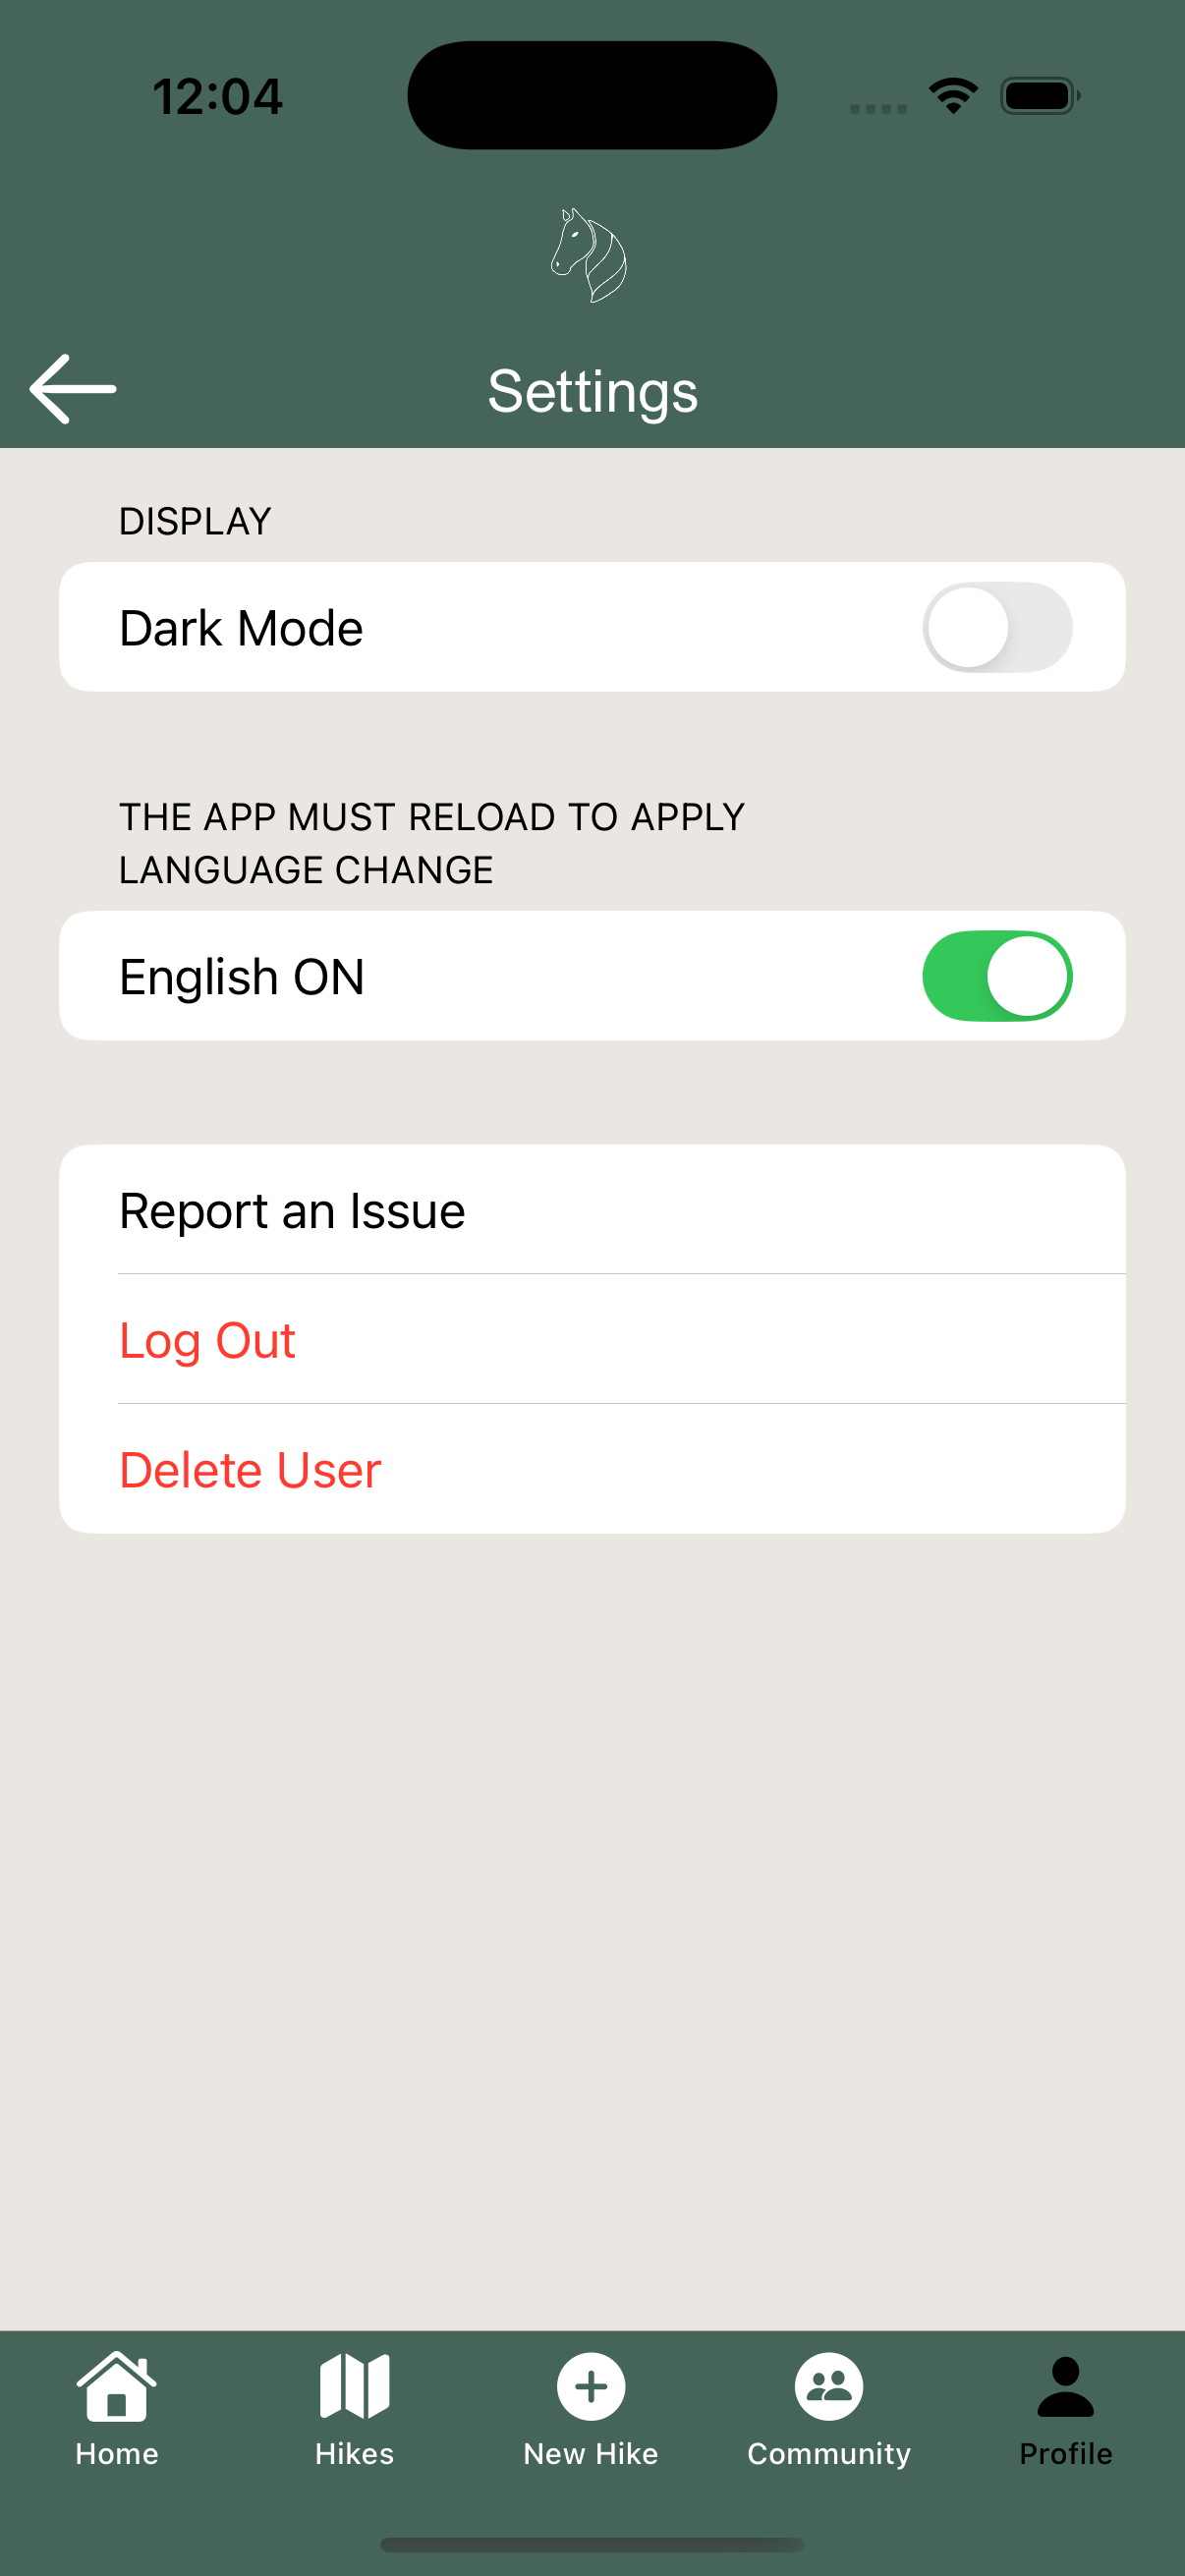 12:04
Settings
DISPLAY
Dark Mode
THE APP MUST RELOAD TO APPLY
LANGUAGE CHANGE
English ON
Report an Issue
Log Out
Delete User
Home
Hikes
New Hike
Community
Profile